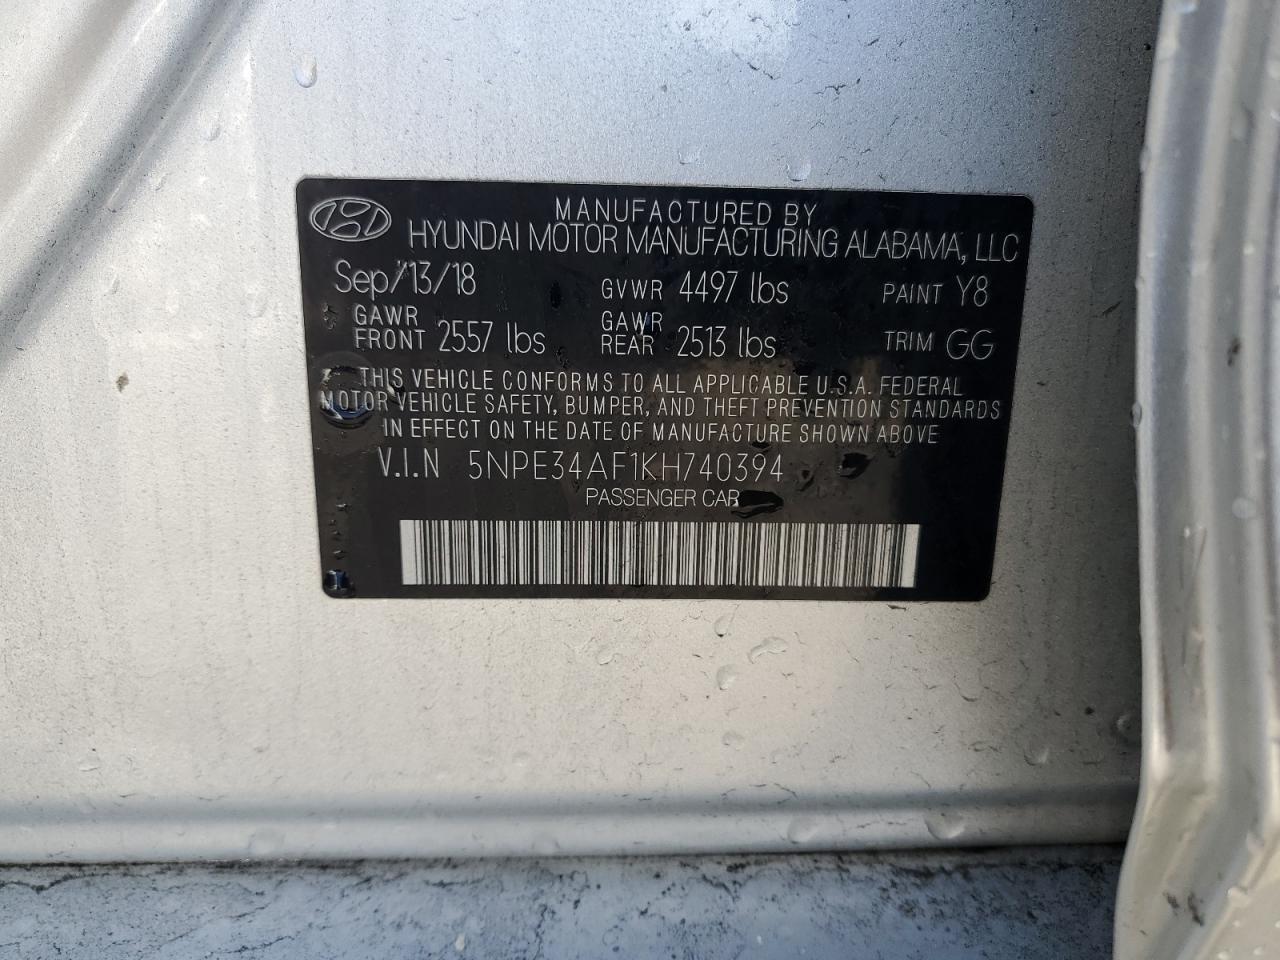 MANUFACTURED BY
HYUNDAI MOTOR MANUFACTURING ALABAMA, LLC
Sep/13/18 GVWR 4497 lbs PAINT Y8
GAWR FRONT 2557 lbs GAWR REAR 2513 lbs TRIM GG
THIS VEHICLE CONFORMS TO ALL APPLICABLE U.S.A. FEDERAL
MOTOR VEHICLE SAFETY, BUMPER, AND THEFT PREVENTION STANDARDS
IN EFFECT ON THE DATE OF MANUFACTURE SHOWN ABOVE
V.I.N 5NPE34AF1KH740394
PASSENGER CAR